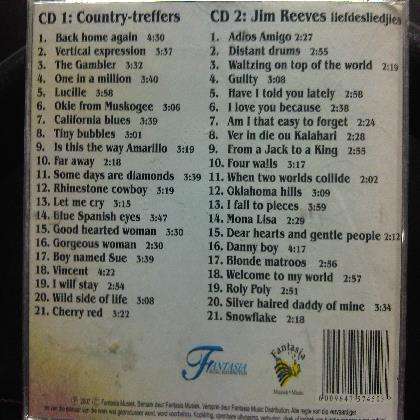 CD 1: Country-treffers
1. Back home again 4:30
2. Vertical expression 3:37
3. The Gambler 3:32
4. One in a million 3:40
5. Lucille 3:58
6. Okie from Muskogee 3:06
7. California blues 3:39
8. Tiny bubbles 3:01
9. Is this the way Amarillo 3:19
10. Far away 2:18
11. Some days are diamonds 3:39
12. Rhinestone cowboy 3:19
13. Let me cry 3:15
14. Blue Spanish eyes 3:47
15. Good hearted woman 3:30
16. Gorgeous woman 2:30
17. Boy named Sue 3:39
18. Vincent 4:22
19. I will stay 2:54
20. Wild side of life 3:08
21. Cherry red 3:22
CD 2: Jim Reeves liefdesliedjies
1. Adios Amigo 2:27
2. Distant drums 2:55
3. Waltzing on top of the world 2:19
4. Guilty 3:08
5. Have I told you lately 2:58
6. I love you because 2:38
7. Am I that easy to forget 2:24
8. Ver in die ou Kalahari 2:28
9. From a Jack to a King 2:55
10. Four walls 3:17
11. When two worlds collide 2:02
12. Oklahoma hills 3:09
13. I fall to pieces 3:59
14. Mona Lisa 2:29
15. Dear hearts and gentle people 2:12
16. Danny boy 4:17
17. Blonde matroos 2:56
18. Welcome to my world 2:57
19. Roly Poly 2:51
20. Silver haired daddy of mine 3:34
21. Snowflake 2:18
Fantasia
Fantasia
Musiek • Music